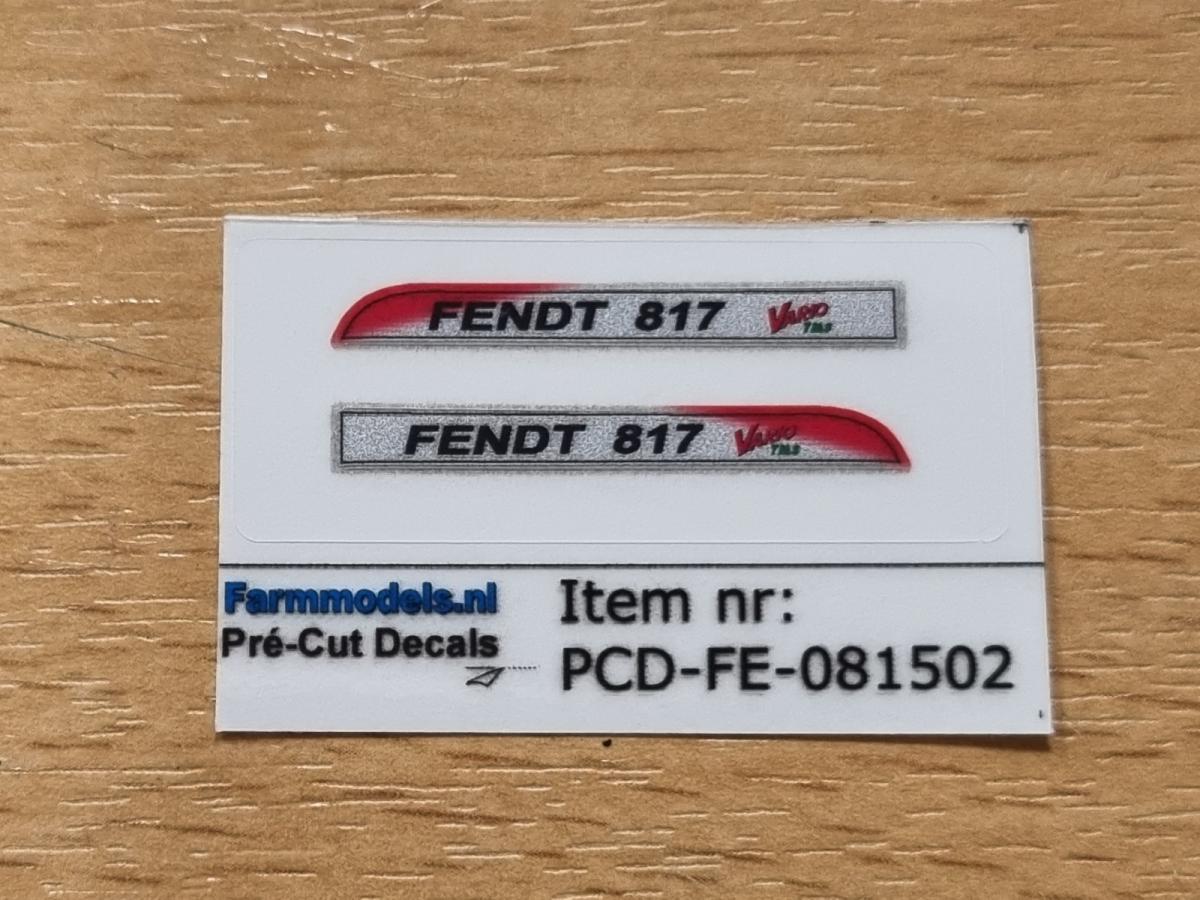 FENDT 817 VARIO TMS
FENDT 817 VARIO TMS
Farmmodels.nl
Pré-Cut Decals
Item nr:
PCD-FE-081502